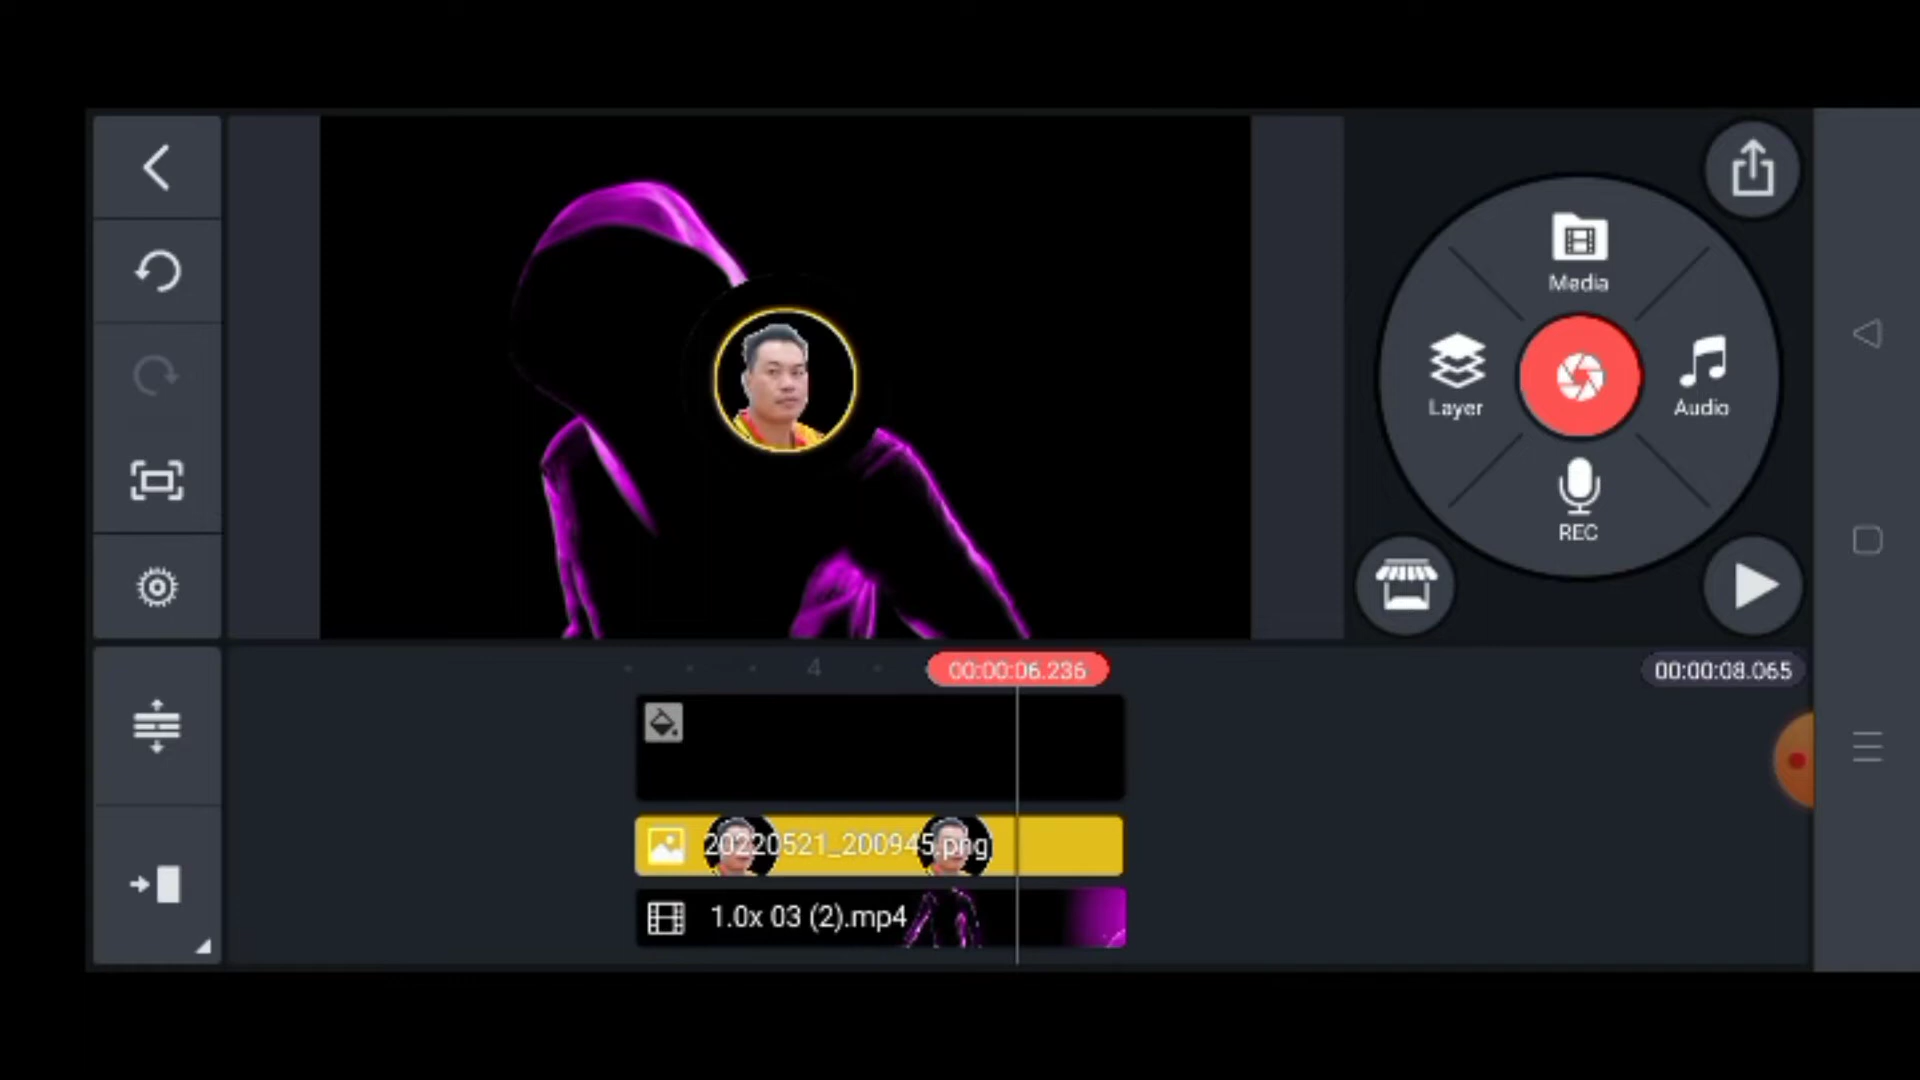 Media
Layer
Audio
REC
4
00:00:06.236
00:00:08.065
20220521_200945.png
1.0x 03 (2).mp4